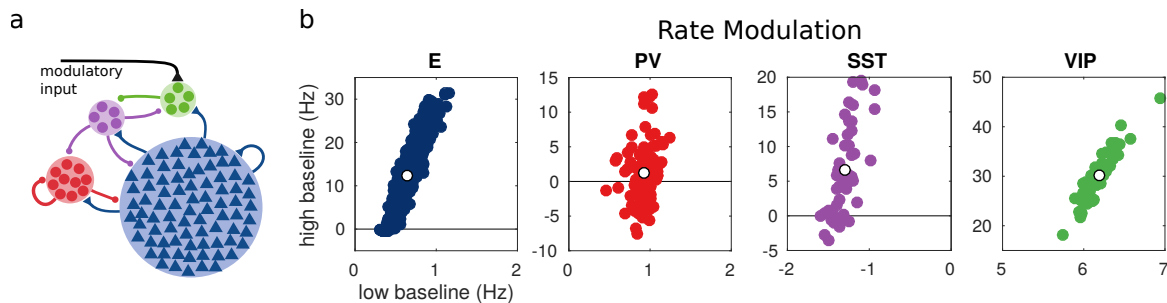 a
modulatory
input
b
Rate Modulation
E
PV
SST
VIP
high baseline (Hz)
30
20
10
0
0
1
2
15
10
5
0
-5
-10
0
1
2
20
15
10
5
0
-5
-2
-1
0
50
40
30
20
5
6
7
low baseline (Hz)